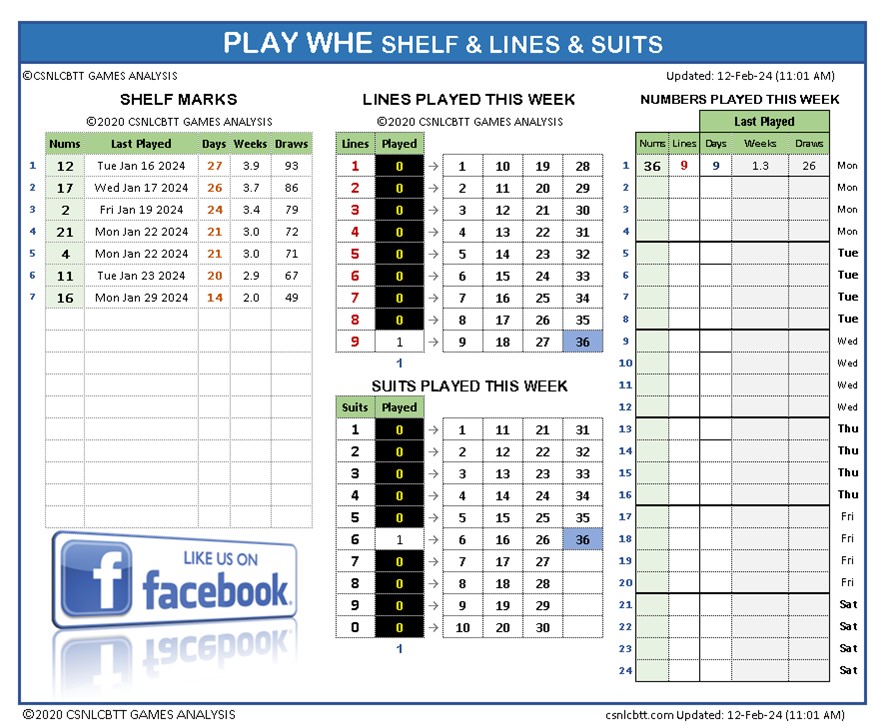 PLAY WHE SHELF & LINES & SUITS
©CSNLCBTT GAMES ANALYSIS
Updated: 12-Feb-24 (11:01 AM)
SHELF MARKS
©2020 CSNLCBTT GAMES ANALYSIS
Nums Last Played Days Weeks Draws
1 12 Tue Jan 16 2024 27 3.9 93
2 17 Wed Jan 17 2024 26 3.7 86
3 2 Fri Jan 19 2024 24 3.4 79
4 21 Mon Jan 22 2024 21 3.0 72
5 4 Mon Jan 22 2024 21 3.0 71
6 11 Tue Jan 23 2024 20 2.9 67
7 16 Mon Jan 29 2024 14 2.0 49
LIKE US ON
f facebook
LINES PLAYED THIS WEEK
©2020 CSNLCBTT GAMES ANALYSIS
Lines Played
1 0 → 1 10 19 28
2 0 → 2 11 20 29
3 0 → 3 12 21 30
4 0 → 4 13 22 31
5 0 → 5 14 23 32
6 0 → 6 15 24 33
7 0 → 7 16 25 34
8 0 → 8 17 26 35
9 1 → 9 18 27 36
1
SUITS PLAYED THIS WEEK
Suits Played
1 0 → 1 11 21 31
2 0 → 2 12 22 32
3 0 → 3 13 23 33
4 0 → 4 14 24 34
5 0 → 5 15 25 35
6 1 → 6 16 26 36
7 0 → 7 17 27
8 0 → 8 18 28
9 0 → 9 19 29
0 0 → 10 20 30
1
NUMBERS PLAYED THIS WEEK
Last Played
Nums Lines Days Weeks Draws
1 36 9 9 1.3 26 Mon
2 Mon
3 Mon
4 Mon
5 Tue
6 Tue
7 Tue
8 Tue
9 Wed
10 Wed
11 Wed
12 Wed
13 Thu
14 Thu
15 Thu
16 Thu
17 Fri
18 Fri
19 Fri
20 Fri
21 Sat
22 Sat
23 Sat
24 Sat
©2020 CSNLCBTT GAMES ANALYSIS
csnlcbtt.com Updated: 12-Feb-24 (11:01 AM)